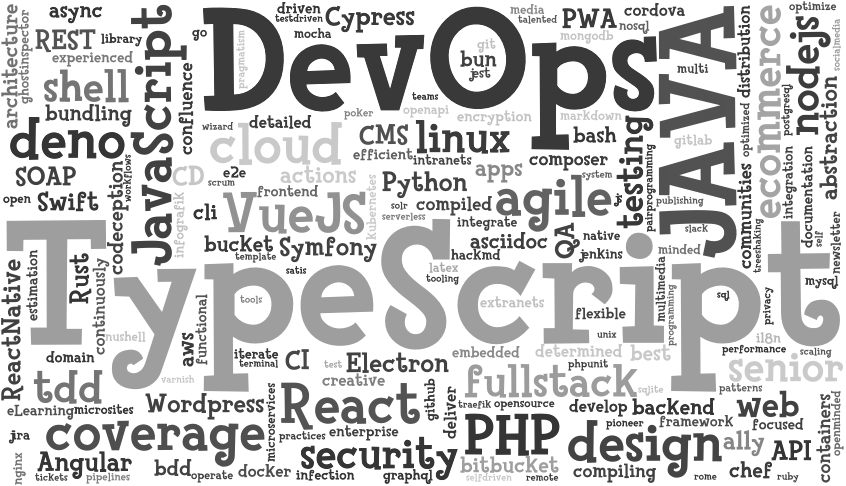 architecture
ghostinspector
async
REST
library
experienced
shell
bundling
deno
SOAP
open
Swift
JavaScript
confluence
go
driven
testdriven
Cypress
mocha
pragmatism
DevOps
git
bun
jest
media
talented
PWA
mongodb
cordova
nosql
multi
JAVA
gitlab
distribution
optimized
communities
ecommerce
postgresql
optimize
nodejs
socialmedia
abstraction
integration
documentation
self
newsletter
wizard
detailed
cloud
CD
actions
scrum
e2e
frontend
infografik
cli
VueJS
kubernetes
teams
poker
openapi
encryption
markdown
CMS
linux
bash
efficient
intranets
composer
testing
pairprogramming
Python
apps
system
solr
compiled
agile
js
serverless
integrate
publishing
slack
treeshaking
codeception
workflows
bucket
template
Symfony
satis
asciidoc
hackmd
QA
native
jenkins
minded
latex
tooling
TypeScript
ReactNative
estimation
Rust
continuously
nushell
tools
extranets
flexible
unix
multimedia
programming
sql
privacy
mysql
il8n
performance
scaling
domain
aws
functional
iterate
terminal
CI
test
Electron
embedded
determined
best
phpunit
senior
tdd
varnish
creative
fullstack
sqlite
patterns
eLearning
microsites
Wordpress
microservices
React
github
deliver
traefik
opensource
develop
backend
web
pioneer
framework
focused
containers
openminded
jra
coverage
practices
enterprise
PHP
design
ally
API
nginx
Angular
tickets
pipelines
bdd
operate
docker
security
infection
graphql
bitbucket
selfdriven
remote
compiling
rome
chef
ruby